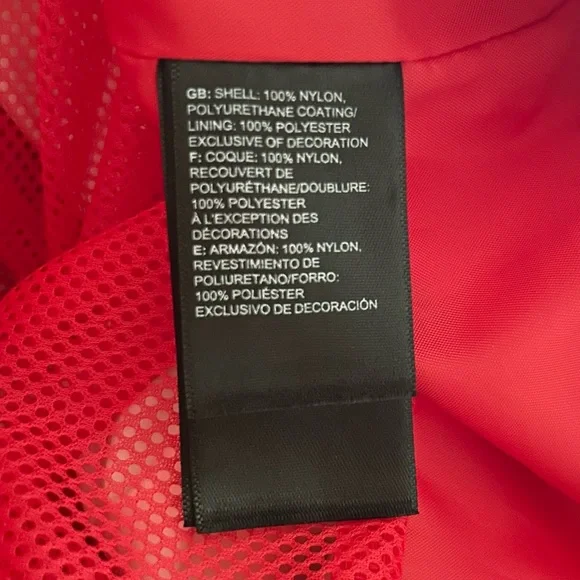 GB: SHELL: 100% NYLON,
POLYURETHANE COATING/
LINING: 100% POLYESTER
EXCLUSIVE OF DECORATION
F: COQUE: 100% NYLON,
RECOUVERT DE
POLYURÉTHANE/DOUBLURE:
100% POLYESTER
À L'EXCEPTION DES
DÉCORATIONS
E: ARMAZÓN: 100% NYLON,
REVESTIMIENTO DE
POLIURETANO/FORRO:
100% POLIÉSTER
EXCLUSIVO DE DECORACIÓN